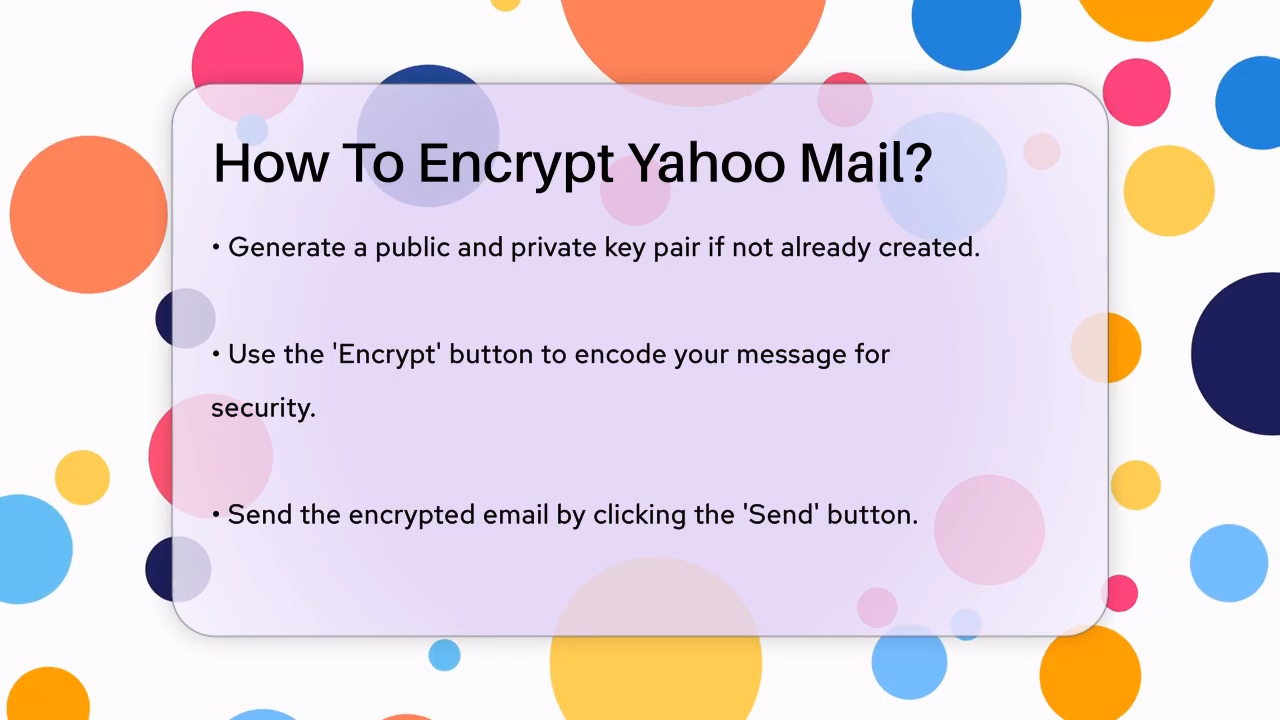 How To Encrypt Yahoo Mail?
• Generate a public and private key pair if not already created.
• Use the 'Encrypt' button to encode your message for
security.
• Send the encrypted email by clicking the 'Send' button.